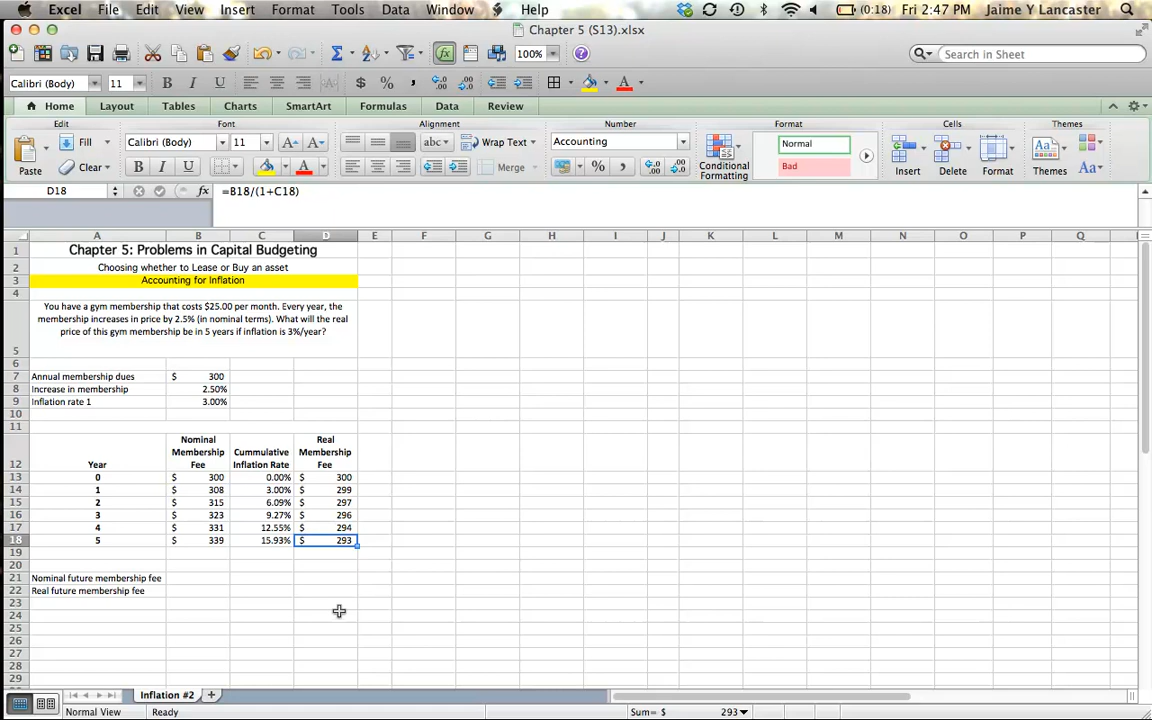 Excel File Edit View Insert Format Tools Data Window Help (0:18) Fri 2:47 PM Jaime Y Lancaster
Chapter 5 (S13).xlsx
100% Search in Sheet
Calibri (Body) 11 B I U
Home Layout Tables Charts SmartArt Formulas Data Review
Edit Font Alignment Number Format Cells Themes
Fill Calibri (Body) 11 abc Wrap Text Accounting Normal
Paste Clear B I U Merge Conditional Formatting Bad Insert Delete Format Themes
D18 fx =B18/(1+C18)
A B C D E F G H I J K L M N O P Q
1 Chapter 5: Problems in Capital Budgeting
2 Choosing whether to Lease or Buy an asset
3 Accounting for Inflation
4
You have a gym membership that costs $25.00 per month. Every year, the
membership increases in price by 2.5% (in nominal terms). What will the real
price of this gym membership be in 5 years if inflation is 3%/year?
5
6
7 Annual membership dues $ 300
8 Increase in membership 2.50%
9 Inflation rate 1 3.00%
10
11
Nominal Real
Membership Cummulative Membership
12 Year Fee Inflation Rate Fee
13 0 $ 300 0.00% $ 300
14 1 $ 308 3.00% $ 299
15 2 $ 315 6.09% $ 297
16 3 $ 323 9.27% $ 296
17 4 $ 331 12.55% $ 294
18 5 $ 339 15.93% $ 293
19
20
21 Nominal future membership fee
22 Real future membership fee
23
24
25
26
27
28
29
Inflation #2
Normal View Ready Sum= $ 293